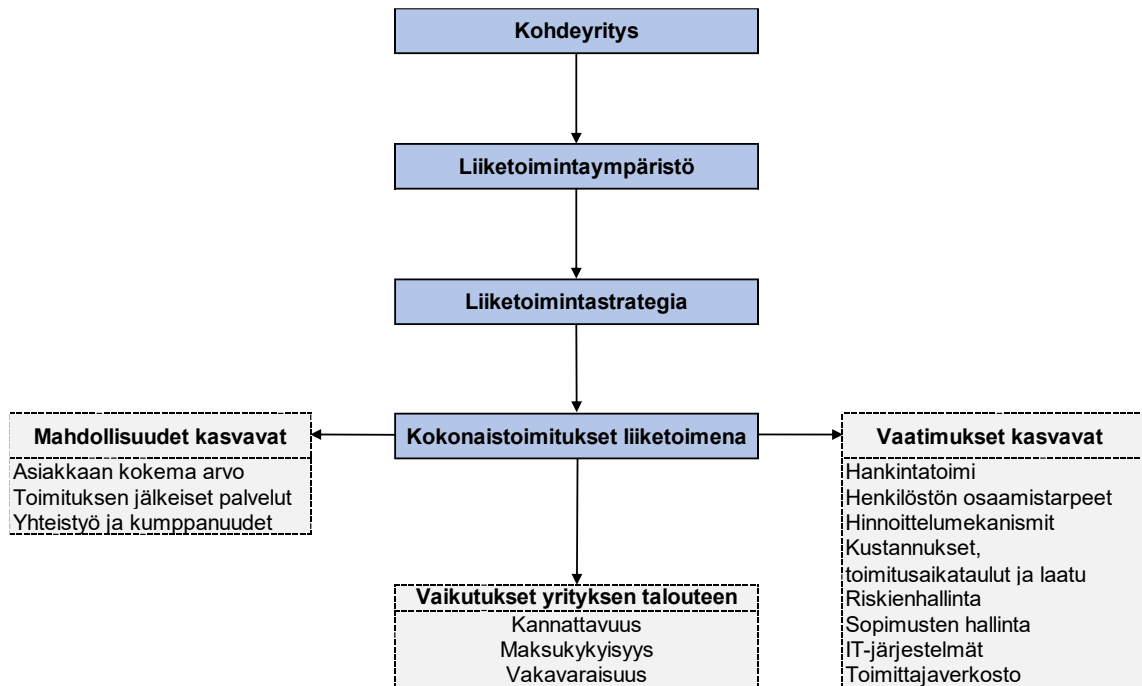 Kohdeyritys
Liiketoimintaympäristö
Liiketoimintastrategia
Mahdollisuudet kasvavat
Asiakkaan kokema arvo
Toimituksen jälkeiset palvelut
Yhteistyö ja kumppanuudet
Kokonaistoimitukset liiketoimena
Vaatimukset kasvavat
Hankintatoimi
Henkilöstön osaamistarpeet
Hinnoittelumekanismit
Kustannukset,
toimitusaikataulut ja laatu
Riskienhallinta
Sopimusten hallinta
IT-järjestelmät
Toimittajaverkosto
Vaikutukset yrityksen talouteen
Kannattavuus
Maksukykyisyys
Vakavaraisuus